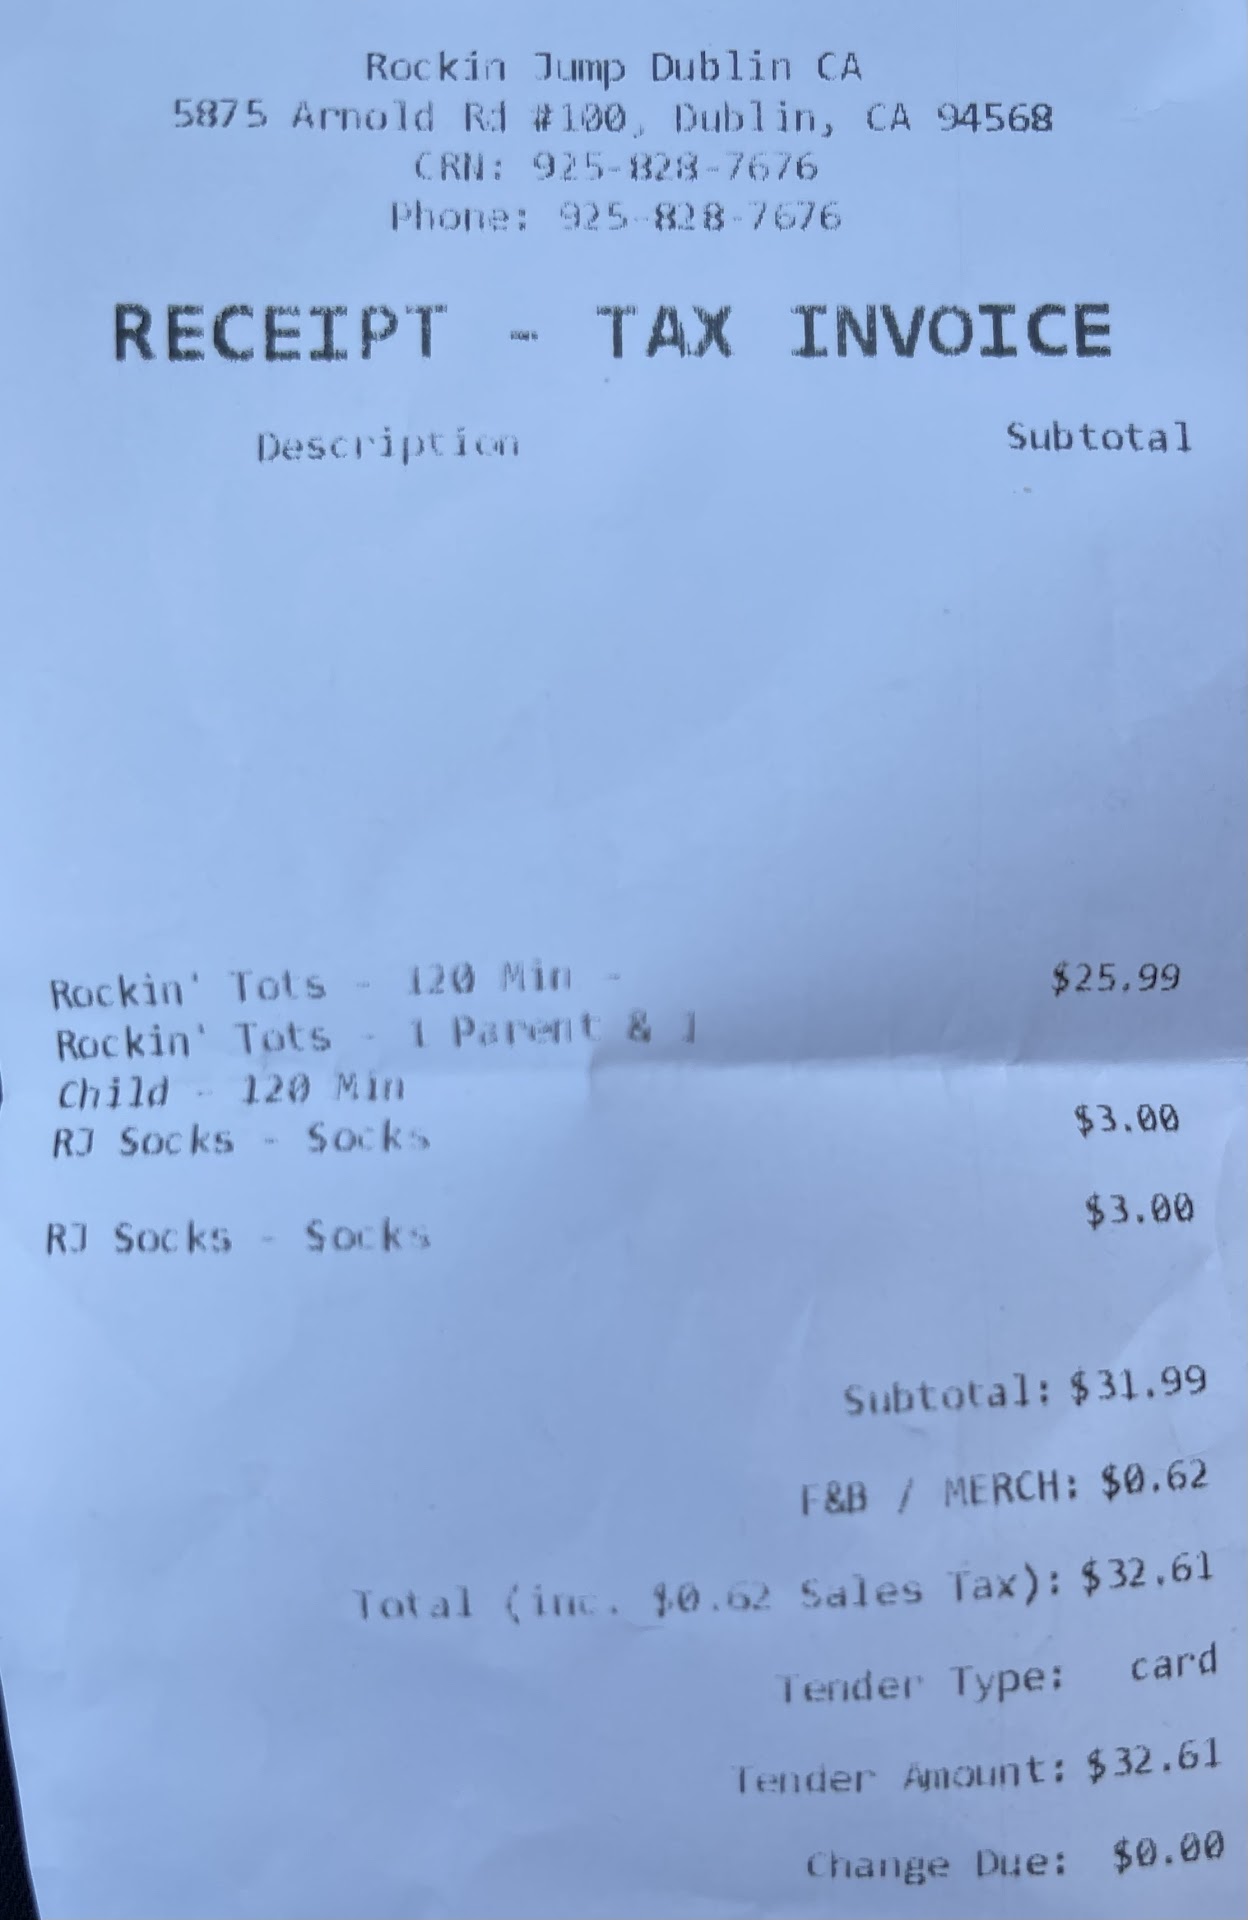 Rockin Jump Dublin CA
5875 Arnold Rd #100, Dublin, CA 94568
CRN: 925-828-7676
Phone: 925-828-7676
RECEIPT - TAX INVOICE
Description Subtotal
Rockin' Tots - 120 Min - $25.99
Rockin' Tots - 1 Parent & 1
Child - 120 Min
RJ Socks - Socks $3.00
RJ Socks - Socks $3.00
Subtotal: $31.99
F&B / MERCH: $0.62
Total (inc. $0.62 Sales Tax): $32.61
Tender Type: card
Tender Amount: $32.61
Change Due: $0.00